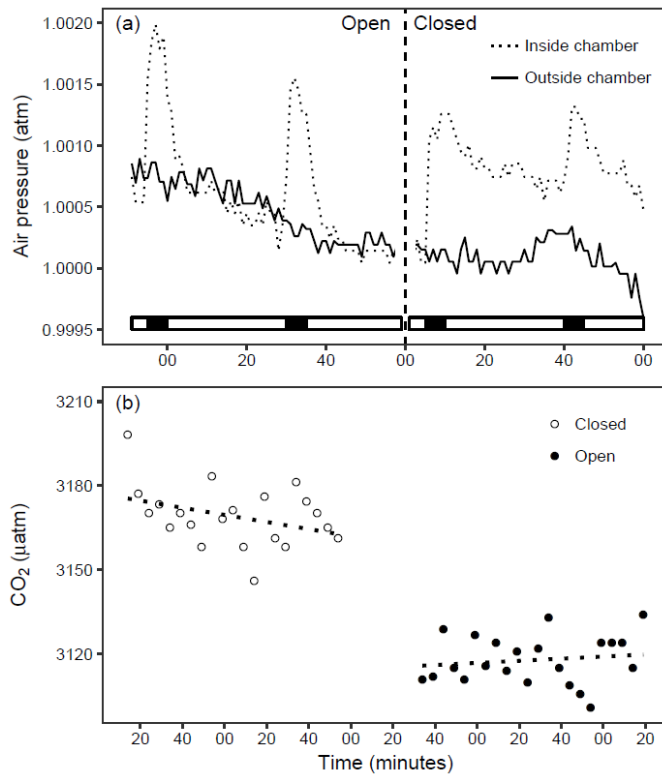 (a) Open Closed
Inside chamber
Outside chamber
Air pressure (atm)
1.0020
1.0015
1.0010
1.0005
1.0000
0.9995
00 20 40 00 20 40 00
(b)
Closed
Open
CO₂ (µatm)
3210
3180
3150
3120
20 40 00 20 40 00 20 40 00 20 40 00 20
Time (minutes)